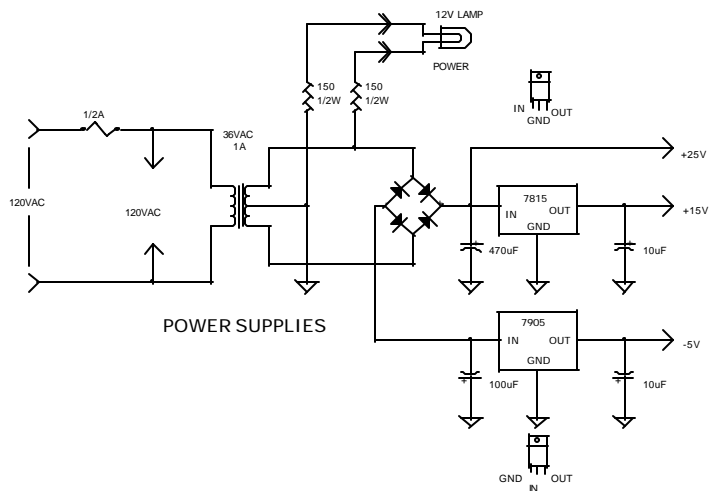 12V LAMP
POWER
150
1/2W
150
1/2W
1/2A
36VAC
1A
120VAC
120VAC
IN
GND
OUT
+25V
7815
IN
OUT
GND
+15V
470uF
10uF
POWER SUPPLIES
7905
IN
OUT
GND
-5V
100uF
10uF
GND
IN
OUT